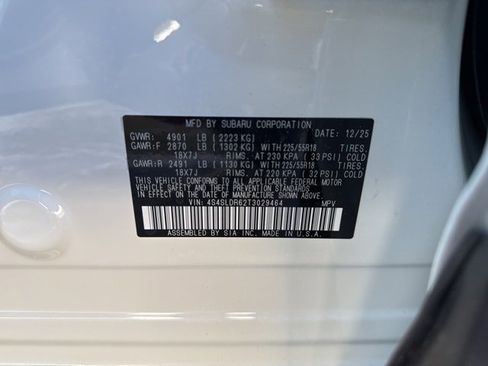 MFD BY SUBARU CORPORATION
DATE: 12/25
GVWR: 4901 LB (2223 KG)
GAWR:F 2870 LB (1302 KG) WITH 225/55R18 TIRES.
18X7J RIMS. AT 230 KPA (33 PSI) COLD
GAWR:R 2491 LB (1130 KG) WITH 225/55R18 TIRES.
18X7J RIMS. AT 220 KPA (32 PSI) COLD
THIS VEHICLE CONFORMS TO ALL APPLICABLE FEDERAL MOTOR
VEHICLE SAFETY STANDARDS IN EFFECT ON THE DATE OF
MANUFACTURE SHOWN ABOVE.
VIN: 4S4SLDR62T3029464 MPV
ASSEMBLED BY SIA INC. MADE IN U.S.A.